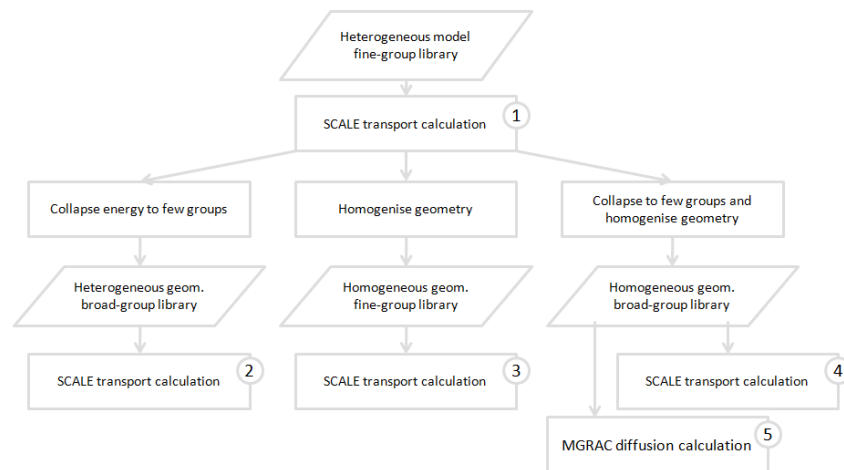 Heterogeneous model
fine-group library
1
SCALE transport calculation
Collapse energy to few groups
Homogenise geometry
Collapse to few groups and
homogenise geometry
Heterogeneous geom.
broad-group library
Homogeneous geom.
fine-group library
Homogeneous geom.
broad-group library
2
SCALE transport calculation
3
SCALE transport calculation
4
SCALE transport calculation
5
MGRAC diffusion calculation